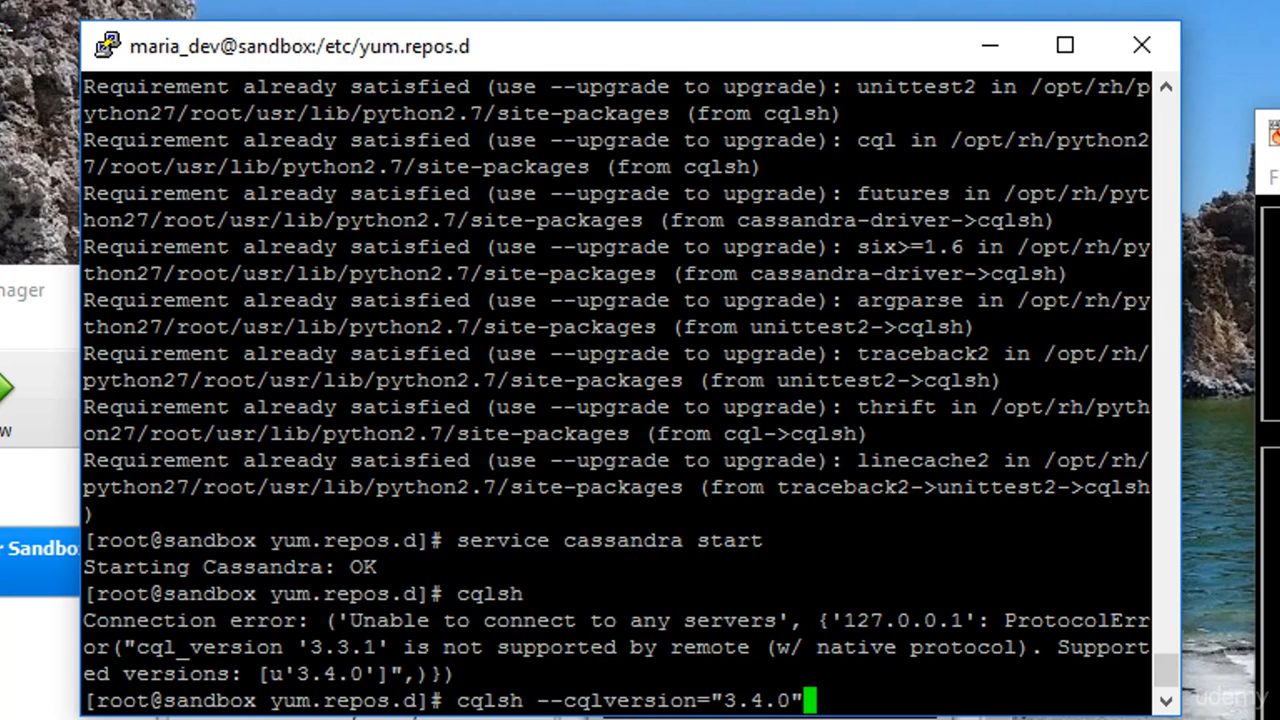 maria_dev@sandbox:/etc/yum.repos.d
Requirement already satisfied (use --upgrade to upgrade): unittest2 in /opt/rh/p
ython27/root/usr/lib/python2.7/site-packages (from cqlsh)
Requirement already satisfied (use --upgrade to upgrade): cql in /opt/rh/python2
7/root/usr/lib/python2.7/site-packages (from cqlsh)
Requirement already satisfied (use --upgrade to upgrade): futures in /opt/rh/pyt
hon27/root/usr/lib/python2.7/site-packages (from cassandra-driver->cqlsh)
Requirement already satisfied (use --upgrade to upgrade): six>=1.6 in /opt/rh/py
thon27/root/usr/lib/python2.7/site-packages (from cassandra-driver->cqlsh)
Requirement already satisfied (use --upgrade to upgrade): argparse in /opt/rh/py
thon27/root/usr/lib/python2.7/site-packages (from unittest2->cqlsh)
Requirement already satisfied (use --upgrade to upgrade): traceback2 in /opt/rh/
python27/root/usr/lib/python2.7/site-packages (from unittest2->cqlsh)
Requirement already satisfied (use --upgrade to upgrade): thrift in /opt/rh/pyth
on27/root/usr/lib/python2.7/site-packages (from cql->cqlsh)
Requirement already satisfied (use --upgrade to upgrade): linecache2 in /opt/rh/
python27/root/usr/lib/python2.7/site-packages (from traceback2->unittest2->cqlsh
)
[root@sandbox yum.repos.d]# service cassandra start
Starting Cassandra: OK
[root@sandbox yum.repos.d]# cqlsh
Connection error: ('Unable to connect to any servers', {'127.0.0.1': ProtocolErr
or("cql_version '3.3.1' is not supported by remote (w/ native protocol). Support
ed versions: [u'3.4.0']",)})
[root@sandbox yum.repos.d]# cqlsh --cqlversion="3.4.0"
nager
w
r Sandbo
F
udemy